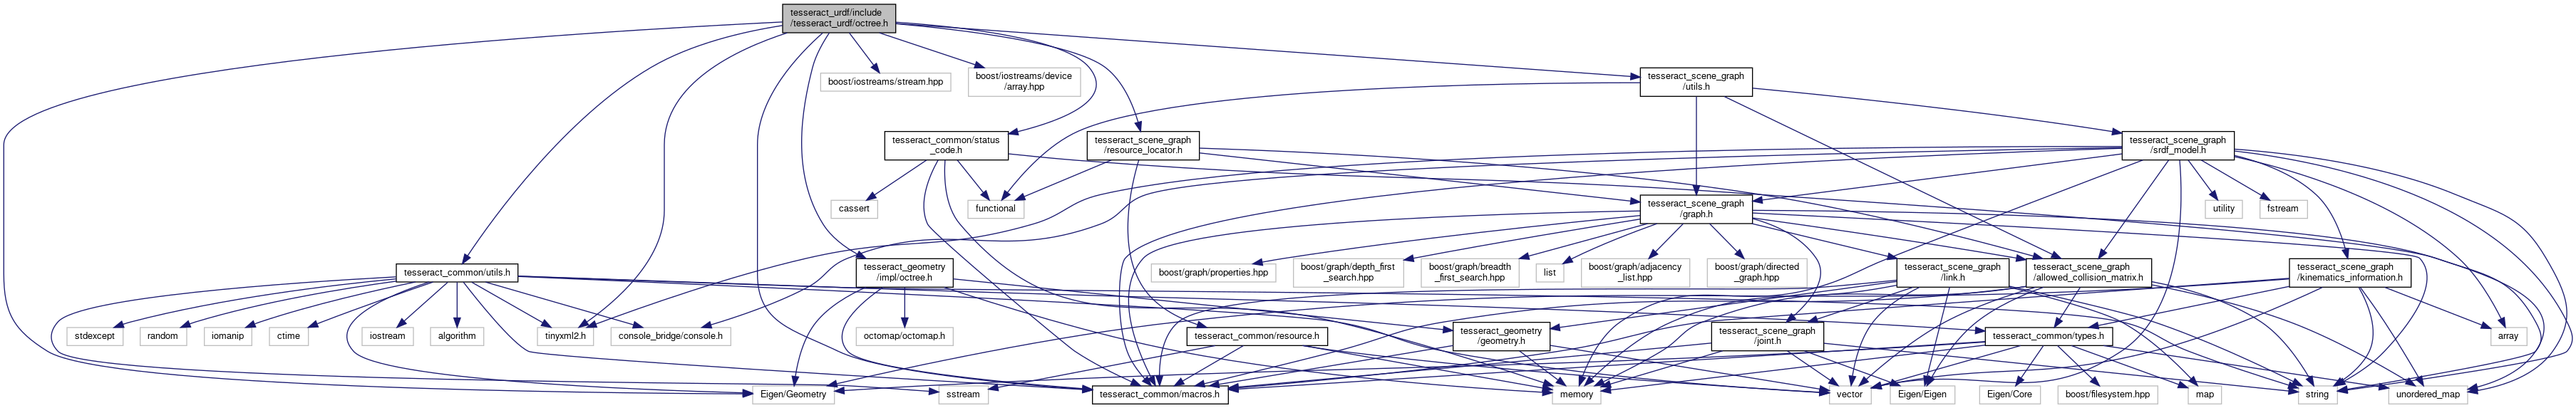 tesseract_urdf/include
/tesseract_urdf/octree.h
boost/iostreams/stream.hpp
boost/iostreams/device
/array.hpp
tesseract_scene_graph
/utils.h
tesseract_common/status
_code.h
tesseract_scene_graph
/resource_locator.h
tesseract_scene_graph
/srdf_model.h
cassert
functional
tesseract_scene_graph
/graph.h
utility
fstream
tesseract_common/utils.h
tesseract_geometry
/impl/octree.h
boost/graph/properties.hpp
boost/graph/depth_first
_search.hpp
boost/graph/breadth
_first_search.hpp
list
boost/graph/adjacency
_list.hpp
boost/graph/directed
_graph.hpp
tesseract_scene_graph
/link.h
tesseract_scene_graph
/allowed_collision_matrix.h
tesseract_scene_graph
/kinematics_information.h
stdexcept
random
iomanip
ctime
iostream
algorithm
tinyxml2.h
console_bridge/console.h
octomap/octomap.h
tesseract_common/resource.h
tesseract_geometry
/geometry.h
tesseract_scene_graph
/joint.h
tesseract_common/types.h
array
Eigen/Geometry
sstream
tesseract_common/macros.h
memory
vector
Eigen/Eigen
Eigen/Core
boost/filesystem.hpp
map
string
unordered_map